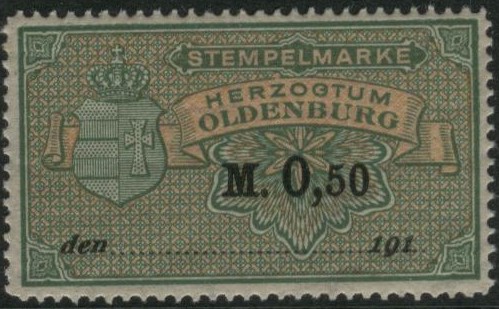 STEMPELMARKE
HERZOGTUM
OLDENBURG
M. 0,50
den 191